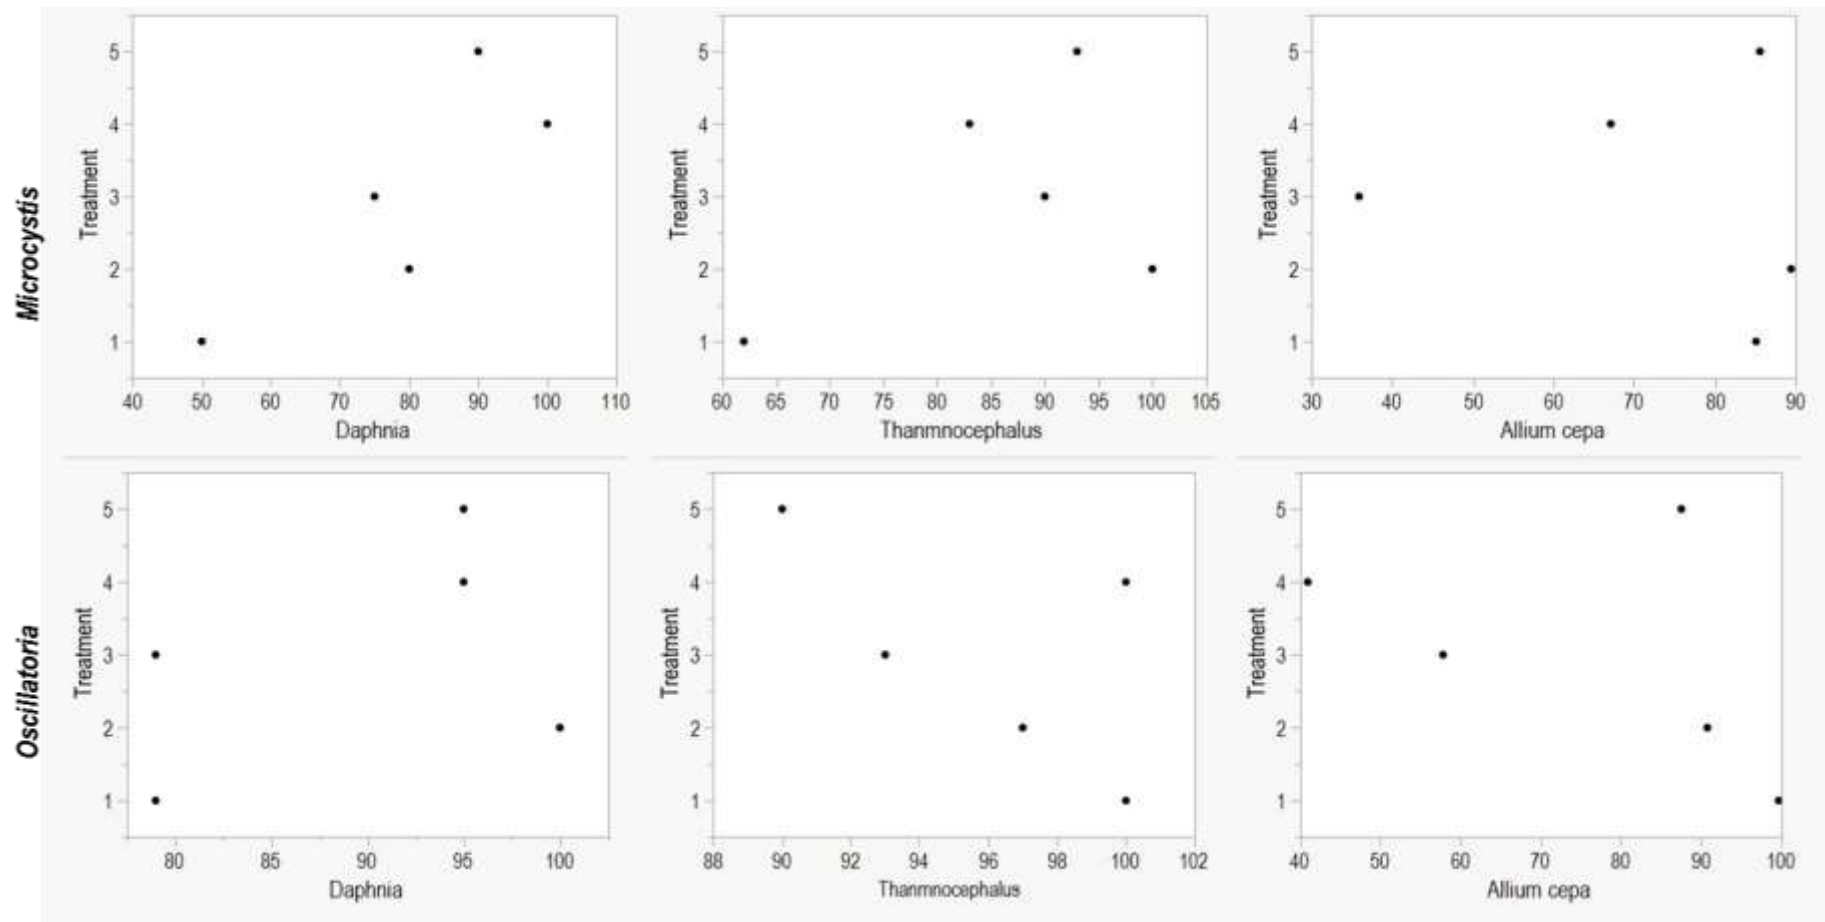 Microcystis
Treatment
5
4
3
2
1
40 50 60 70 80 90 100 110
Daphnia
Treatment
5
4
3
2
1
60 65 70 75 80 85 90 95 100 105
Thanmnocephalus
Treatment
5
4
3
2
1
30 40 50 60 70 80 90
Allium cepa
Oscillatoria
Treatment
5
4
3
2
1
80 85 90 95 100
Daphnia
Treatment
5
4
3
2
1
88 90 92 94 96 98 100 102
Thanmnocephalus
Treatment
5
4
3
2
1
40 50 60 70 80 90 100
Allium cepa